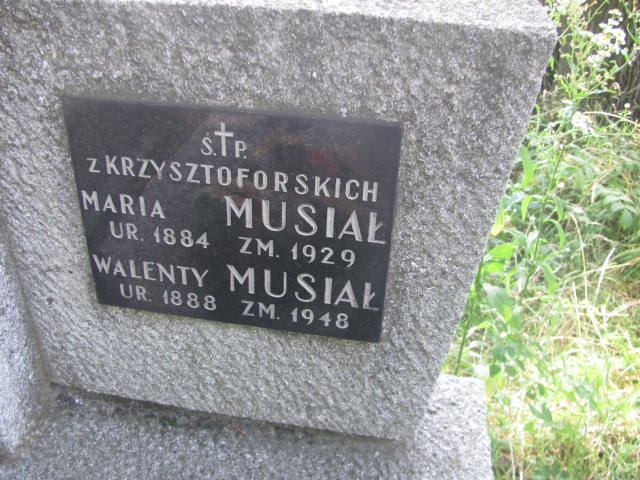 Ś.†P.
z KRZYSZTOFORSKICH
MARIA MUSIAŁ
UR. 1884 ZM. 1929
WALENTY MUSIAŁ
UR. 1888 ZM. 1948